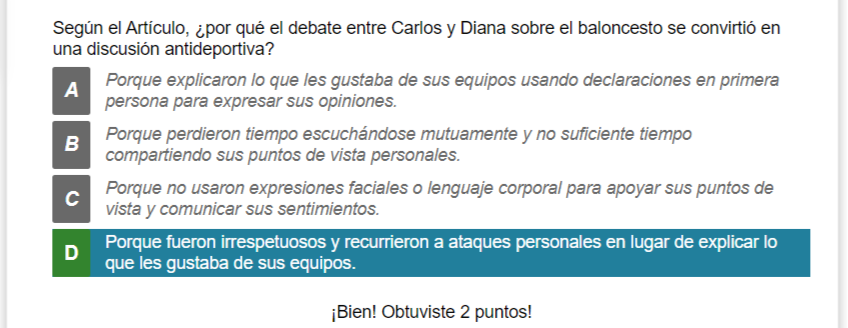 Según el Artículo, ¿por qué el debate entre Carlos y Diana sobre el baloncesto se convirtió en
una discusión antideportiva?
A
Porque explicaron lo que les gustaba de sus equipos usando declaraciones en primera
persona para expresar sus opiniones.
B
Porque perdieron tiempo escuchándose mutuamente y no suficiente tiempo
compartiendo sus puntos de vista personales.
C
Porque no usaron expresiones faciales o lenguaje corporal para apoyar sus puntos de
vista y comunicar sus sentimientos.
D
Porque fueron irrespetuosos y recurrieron a ataques personales en lugar de explicar lo
que les gustaba de sus equipos.
¡Bien! Obtuviste 2 puntos!